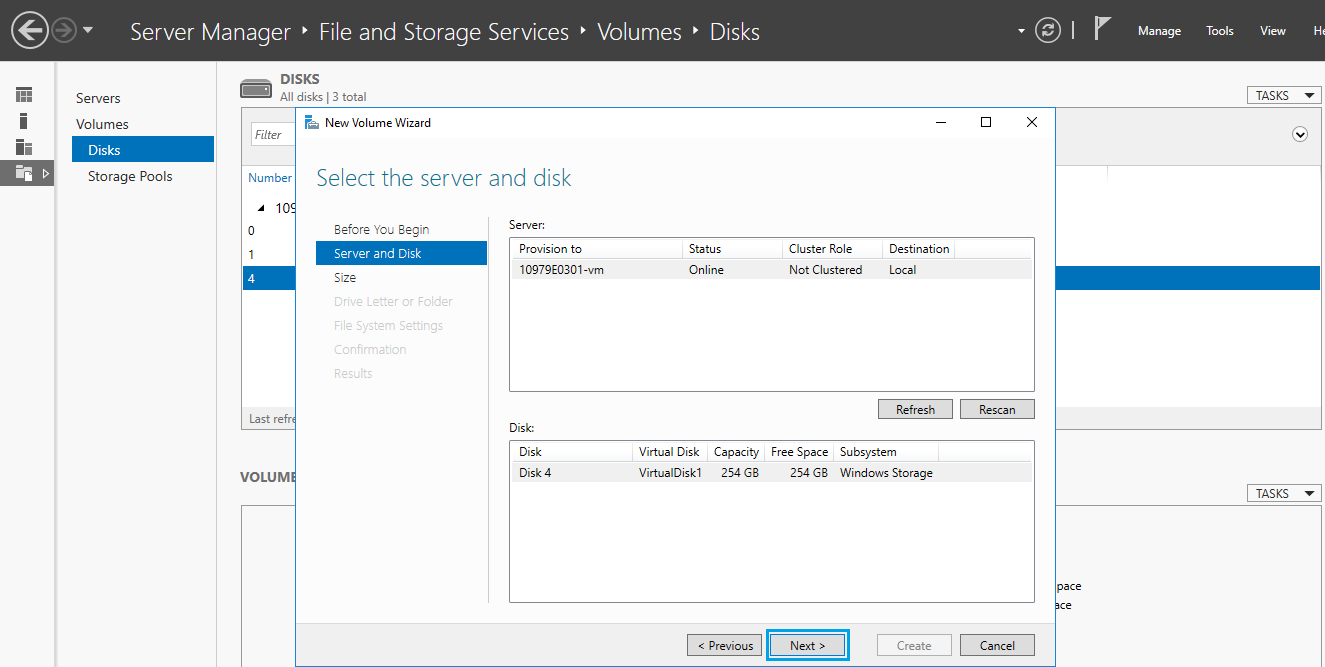 Server Manager ‣ File and Storage Services ‣ Volumes ‣ Disks
Manage Tools View He
Servers
Volumes
Disks
Storage Pools
DISKS
All disks | 3 total
TASKS
Filter
Number
109
0
1
4
Last refre
VOLUME
TASKS
pace
ace
New Volume Wizard
Select the server and disk
Before You Begin
Server and Disk
Size
Drive Letter or Folder
File System Settings
Confirmation
Results
Server:
Provision to Status Cluster Role Destination
10979E0301-vm Online Not Clustered Local
Refresh Rescan
Disk:
Disk Virtual Disk Capacity Free Space Subsystem
Disk 4 VirtualDisk1 254 GB 254 GB Windows Storage
< Previous Next > Create Cancel